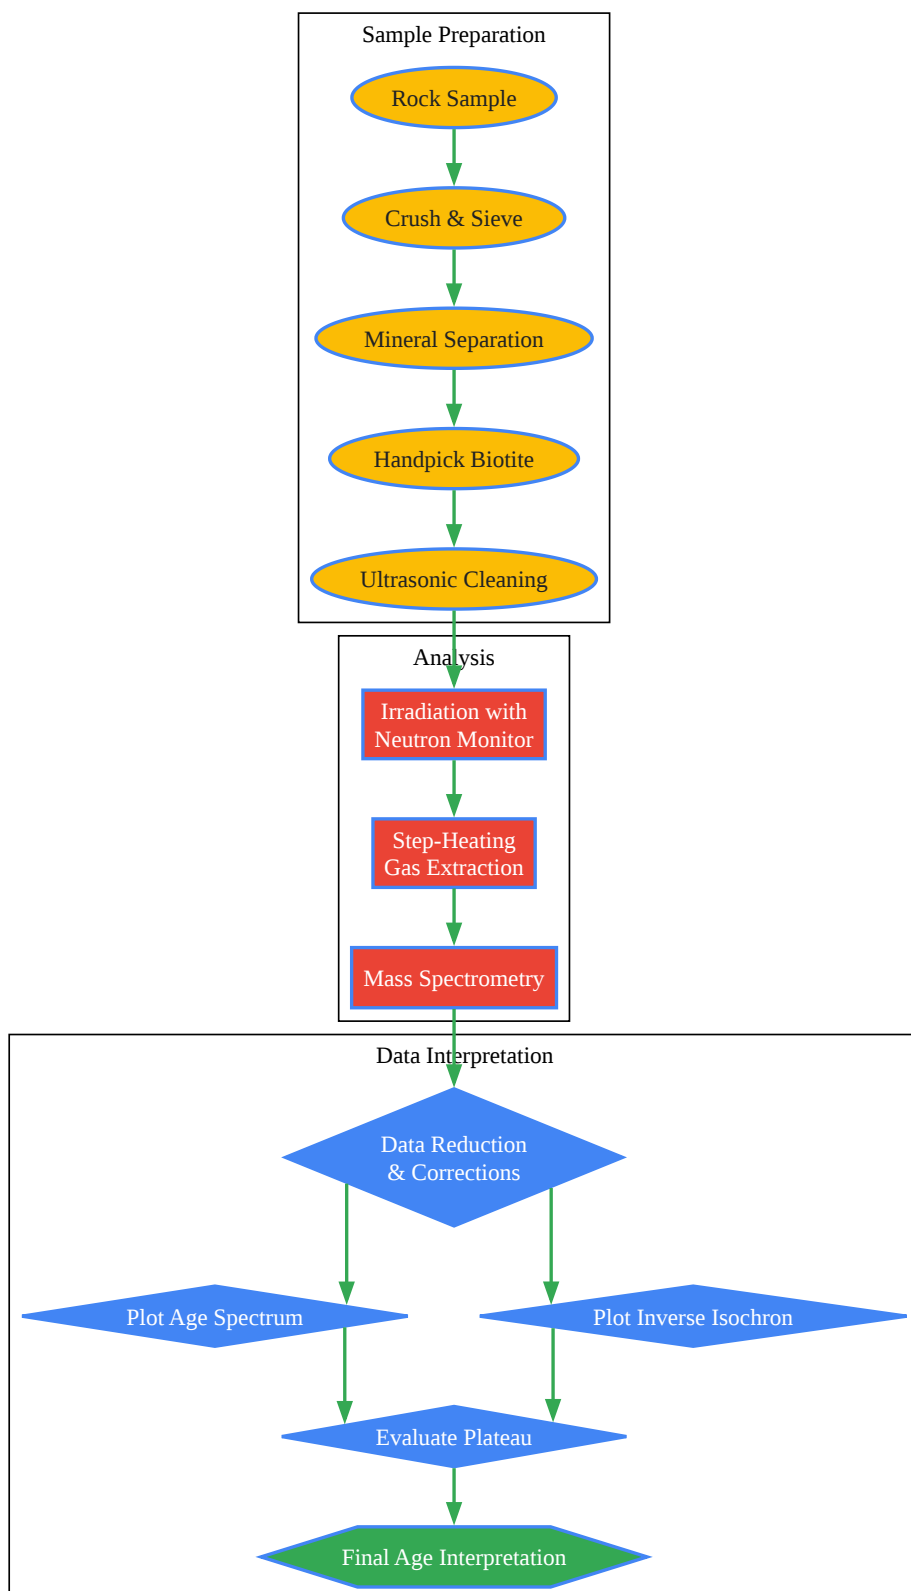 Sample Preparation
Rock Sample
Crush & Sieve
Mineral Separation
Handpick Biotite
Ultrasonic Cleaning
Analysis
Irradiation with
Neutron Monitor
Step-Heating
Gas Extraction
Mass Spectrometry
Data Interpretation
Data Reduction
& Corrections
Plot Age Spectrum
Plot Inverse Isochron
Evaluate Plateau
Final Age Interpretation